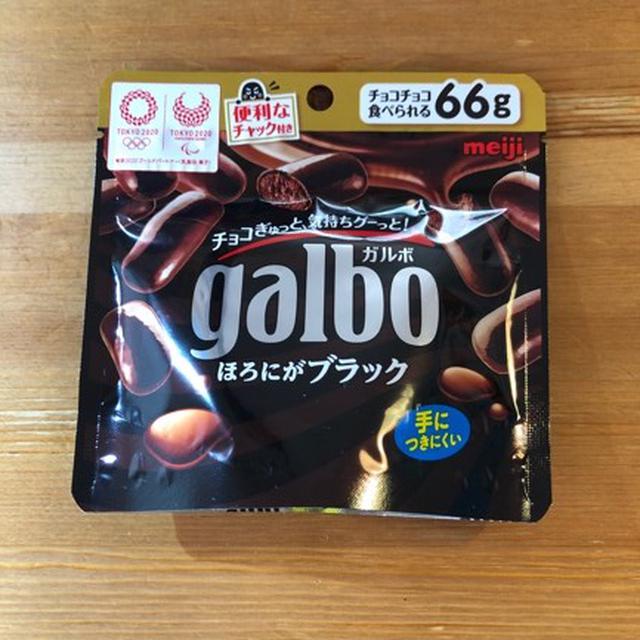 TOKYO 2020
TOKYO 2020
PARALYMPIC GAMES
便利な
チャック付き
チョコチョコ
食べられる
66g
meiji
チョコぎゅっと、気持ちグーっと!
ガルボ
galbo
ほろにがブラック
手に
つきにくい